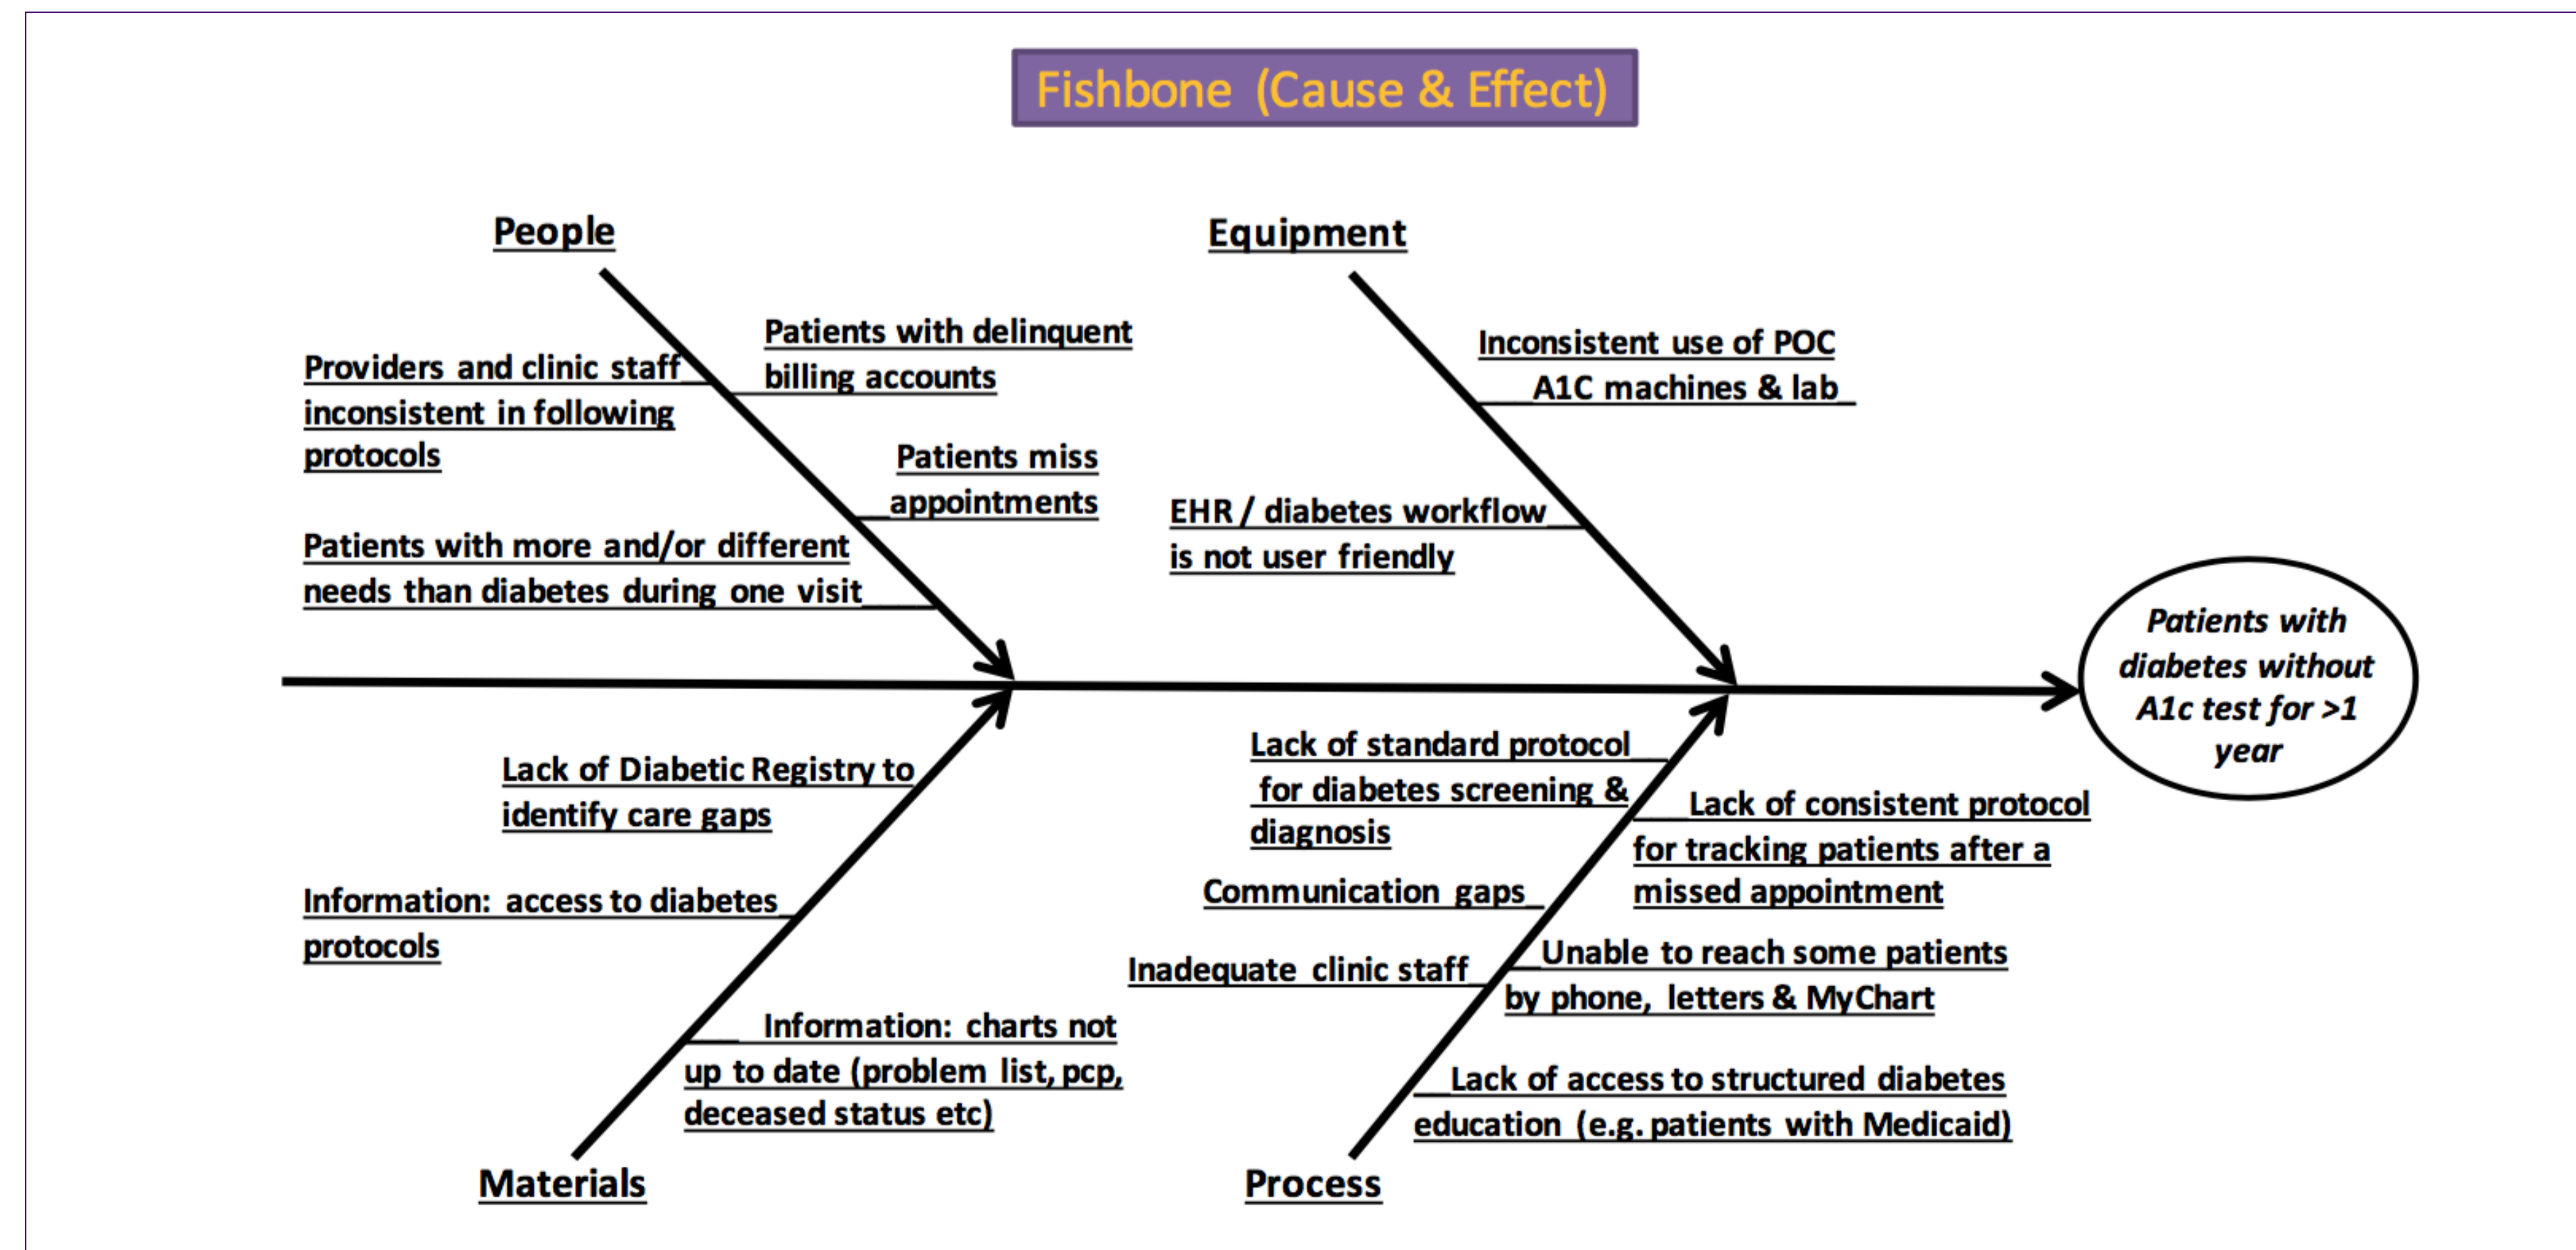 Fishbone (Cause & Effect)
People
Providers and clinic staff
inconsistent in following
protocols
Patients with delinquent
billing accounts
Patients miss
appointments
Patients with more and/or different
needs than diabetes during one visit
Equipment
Inconsistent use of POC
A1C machines & lab
EHR / diabetes workflow
is not user friendly
Patients with
diabetes without
A1c test for >1
year
Lack of Diabetic Registry to
identify care gaps
Information: access to diabetes
protocols
Information: charts not
up to date (problem list, pcp,
deceased status etc)
Materials
Lack of standard protocol
for diabetes screening &
diagnosis
Lack of consistent protocol
for tracking patients after a
missed appointment
Communication gaps
Inadequate clinic staff
Unable to reach some patients
by phone, letters & MyChart
Lack of access to structured diabetes
education (e.g. patients with Medicaid)
Process